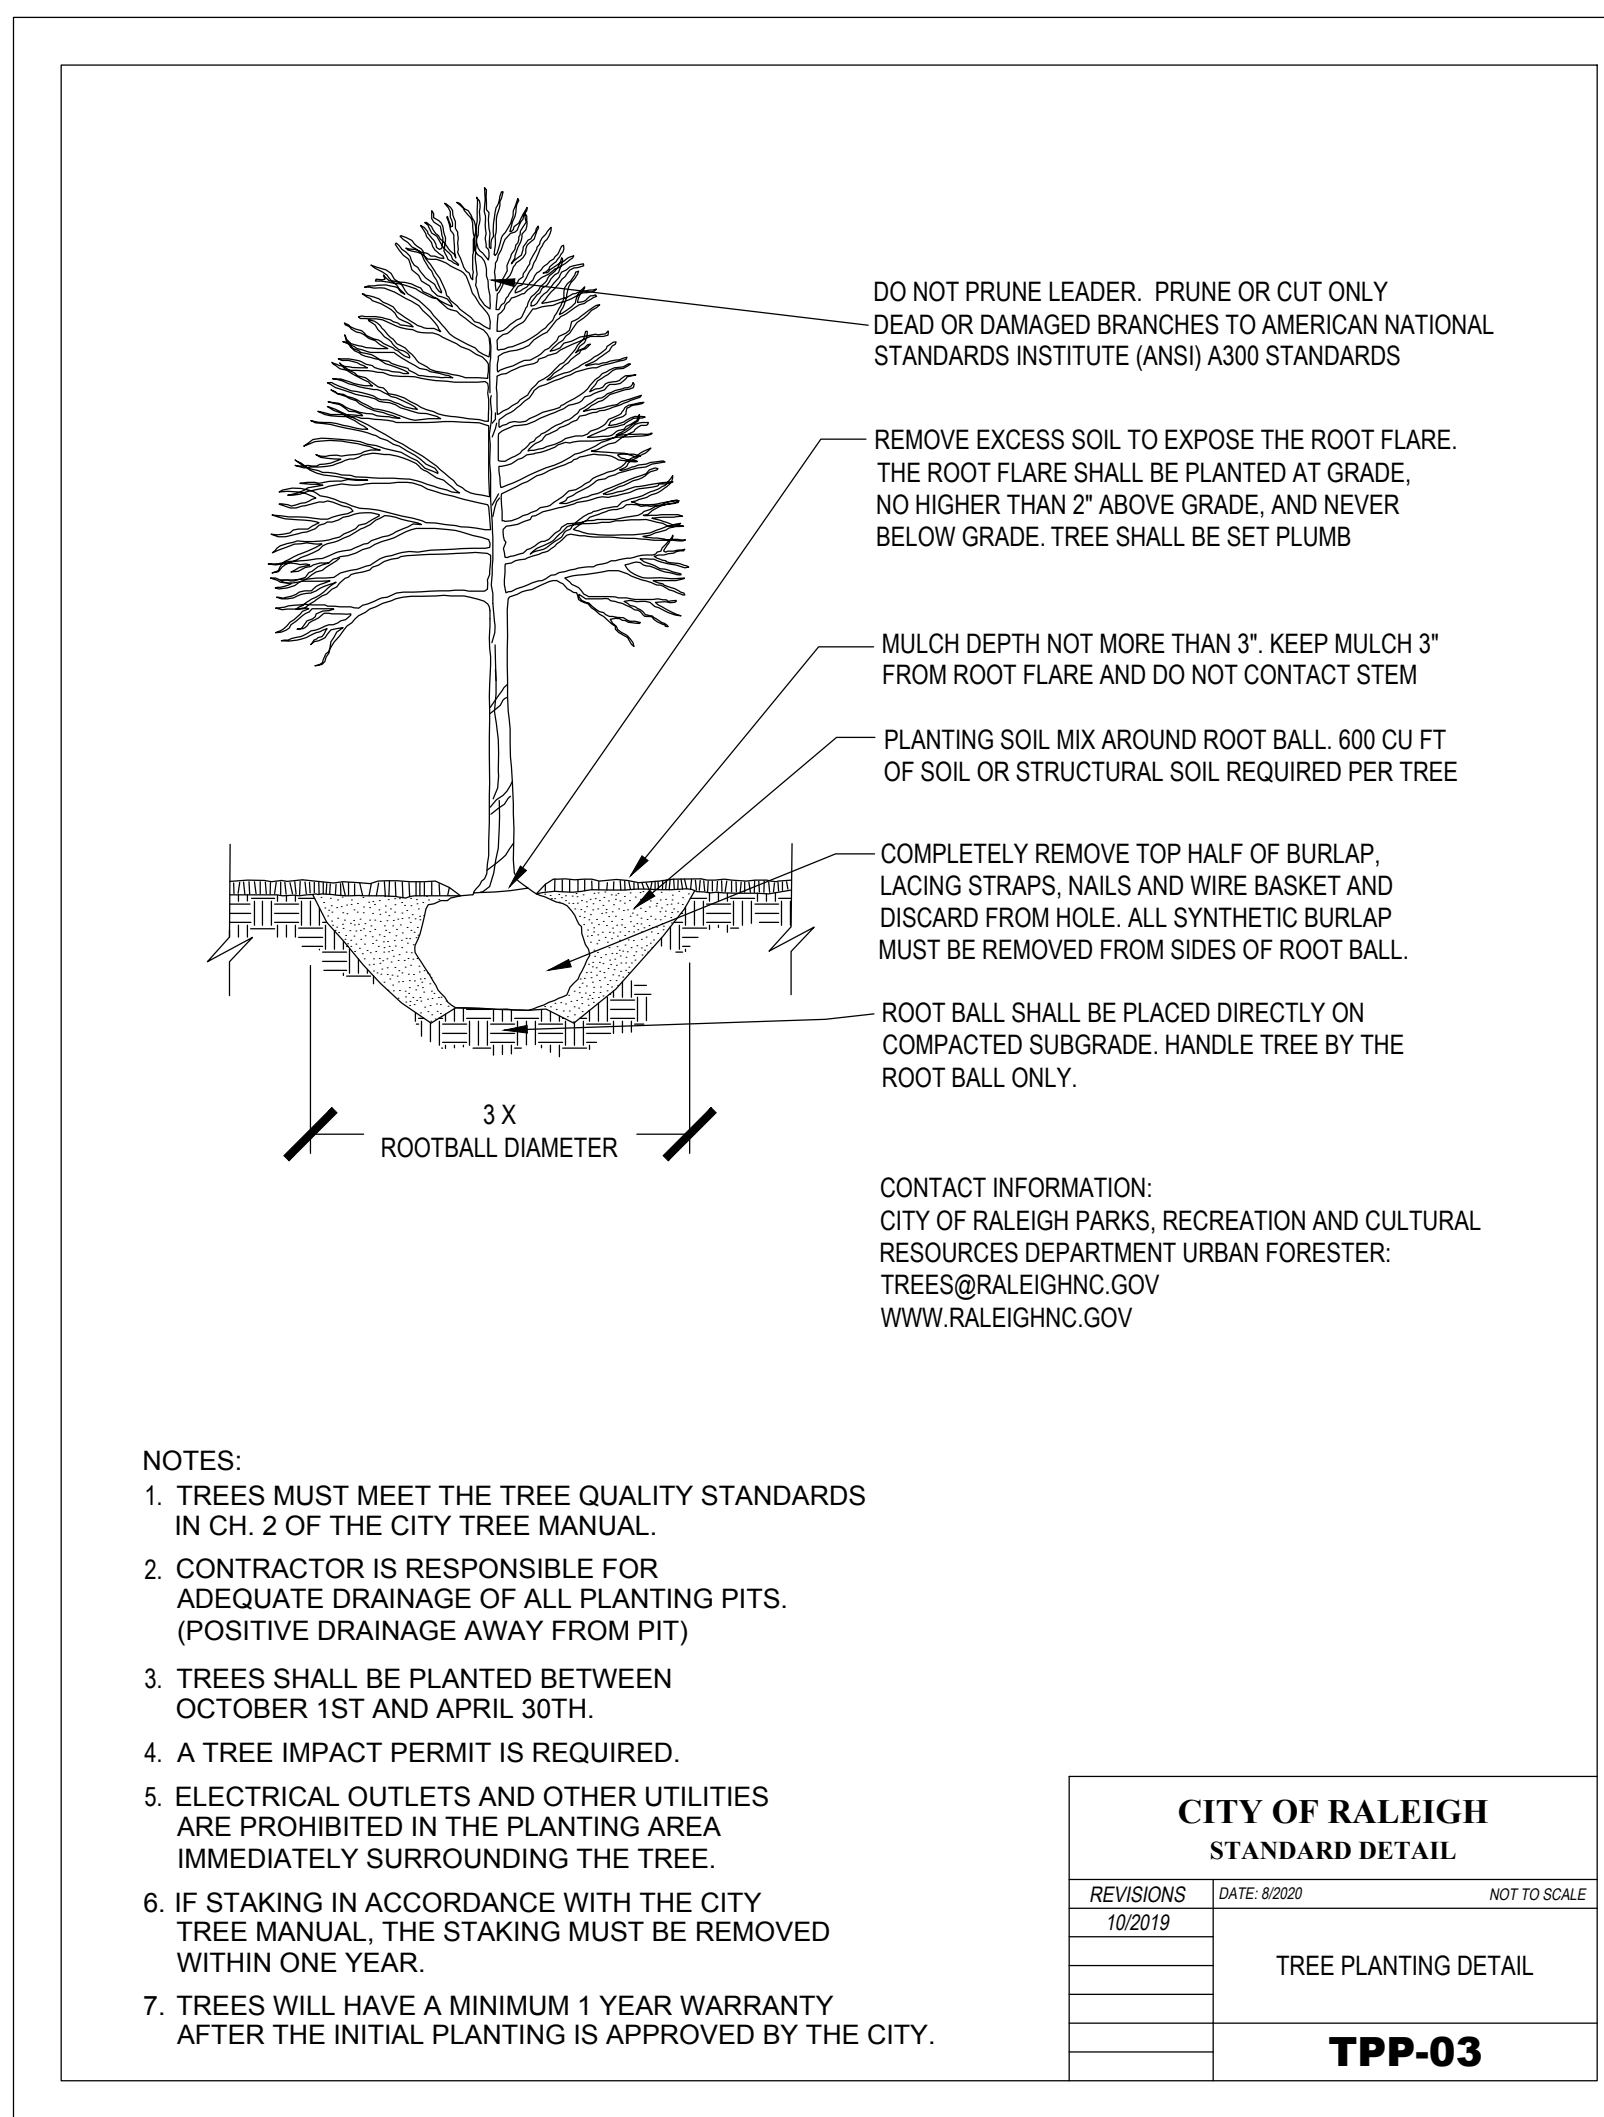 DO NOT PRUNE LEADER. PRUNE OR CUT ONLY
DEAD OR DAMAGED BRANCHES TO AMERICAN NATIONAL
STANDARDS INSTITUTE (ANSI) A300 STANDARDS
REMOVE EXCESS SOIL TO EXPOSE THE ROOT FLARE.
THE ROOT FLARE SHALL BE PLANTED AT GRADE,
NO HIGHER THAN 2" ABOVE GRADE, AND NEVER
BELOW GRADE. TREE SHALL BE SET PLUMB
MULCH DEPTH NOT MORE THAN 3". KEEP MULCH 3"
FROM ROOT FLARE AND DO NOT CONTACT STEM
PLANTING SOIL MIX AROUND ROOT BALL. 600 CU FT
OF SOIL OR STRUCTURAL SOIL REQUIRED PER TREE
COMPLETELY REMOVE TOP HALF OF BURLAP,
LACING STRAPS, NAILS AND WIRE BASKET AND
DISCARD FROM HOLE. ALL SYNTHETIC BURLAP
MUST BE REMOVED FROM SIDES OF ROOT BALL.
ROOT BALL SHALL BE PLACED DIRECTLY ON
COMPACTED SUBGRADE. HANDLE TREE BY THE
ROOT BALL ONLY.
3 X
ROOTBALL DIAMETER
CONTACT INFORMATION:
CITY OF RALEIGH PARKS, RECREATION AND CULTURAL
RESOURCES DEPARTMENT URBAN FORESTER:
TREES@RALEIGHNC.GOV
WWW.RALEIGHNC.GOV
NOTES:
1. TREES MUST MEET THE TREE QUALITY STANDARDS
IN CH. 2 OF THE CITY TREE MANUAL.
2. CONTRACTOR IS RESPONSIBLE FOR
ADEQUATE DRAINAGE OF ALL PLANTING PITS.
(POSITIVE DRAINAGE AWAY FROM PIT)
3. TREES SHALL BE PLANTED BETWEEN
OCTOBER 1ST AND APRIL 30TH.
4. A TREE IMPACT PERMIT IS REQUIRED.
5. ELECTRICAL OUTLETS AND OTHER UTILITIES
ARE PROHIBITED IN THE PLANTING AREA
IMMEDIATELY SURROUNDING THE TREE.
6. IF STAKING IN ACCORDANCE WITH THE CITY
TREE MANUAL, THE STAKING MUST BE REMOVED
WITHIN ONE YEAR.
7. TREES WILL HAVE A MINIMUM 1 YEAR WARRANTY
AFTER THE INITIAL PLANTING IS APPROVED BY THE CITY.
CITY OF RALEIGH
STANDARD DETAIL
REVISIONS DATE: 8/2020 NOT TO SCALE
10/2019
TREE PLANTING DETAIL
TPP-03